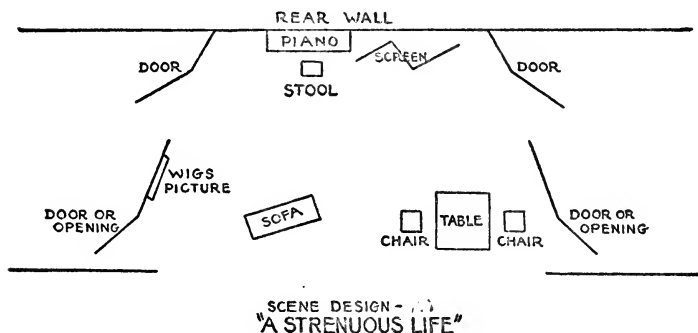 REAR WALL
PIANO
DOOR
SCREEN
DOOR
STOOL
WIGS
PICTURE
DOOR OR
OPENING
SOFA
CHAIR
TABLE
CHAIR
DOOR OR
OPENING
SCENE DESIGN -
"A STRENUOUS LIFE"